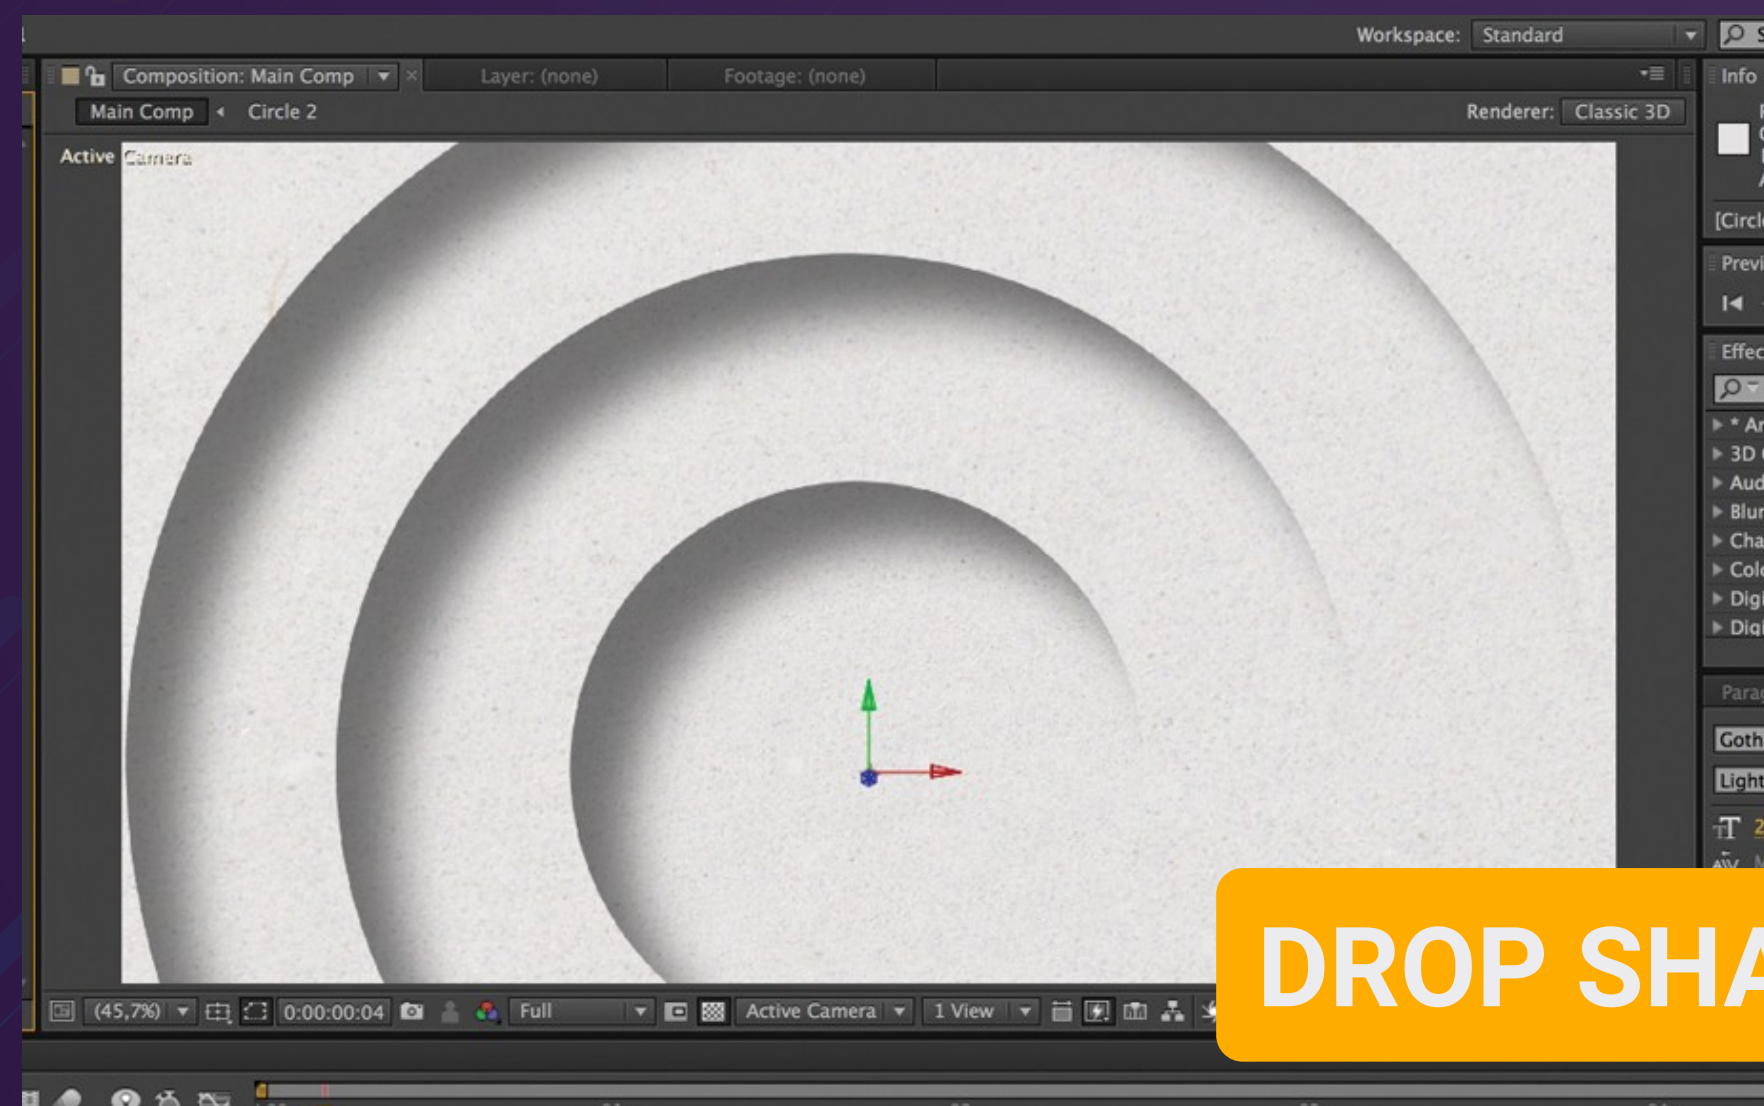 Workspace: Standard
Composition: Main Comp
Layer: (none)
Footage: (none)
Info
Main Comp
Circle 2
Renderer: Classic 3D
Active Camera
[Circl
Previ
Effec
* Ar
3D
Aud
Blur
Cha
Colo
Digi
Digi
Parag
Goth
Light
(45,7%)
0:00:00:04
Full
Active Camera
1 View
DROP SHA